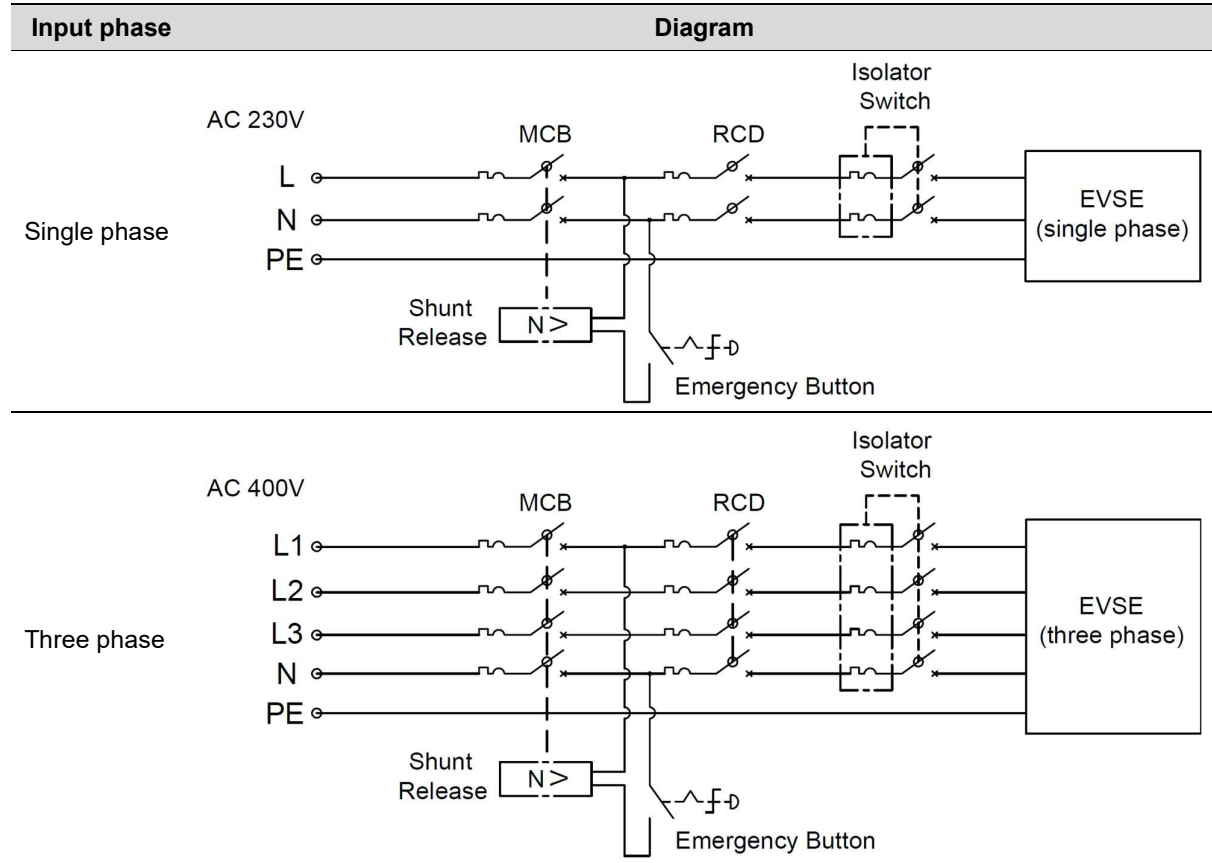 Input phase
Diagram
Single phase
AC 230V
MCB
RCD
Isolator
Switch
L
N
PE
EVSE
(single phase)
Shunt
Release
N >
Emergency Button
Three phase
AC 400V
MCB
RCD
Isolator
Switch
L1
L2
L3
N
PE
EVSE
(three phase)
Shunt
Release
N >
Emergency Button